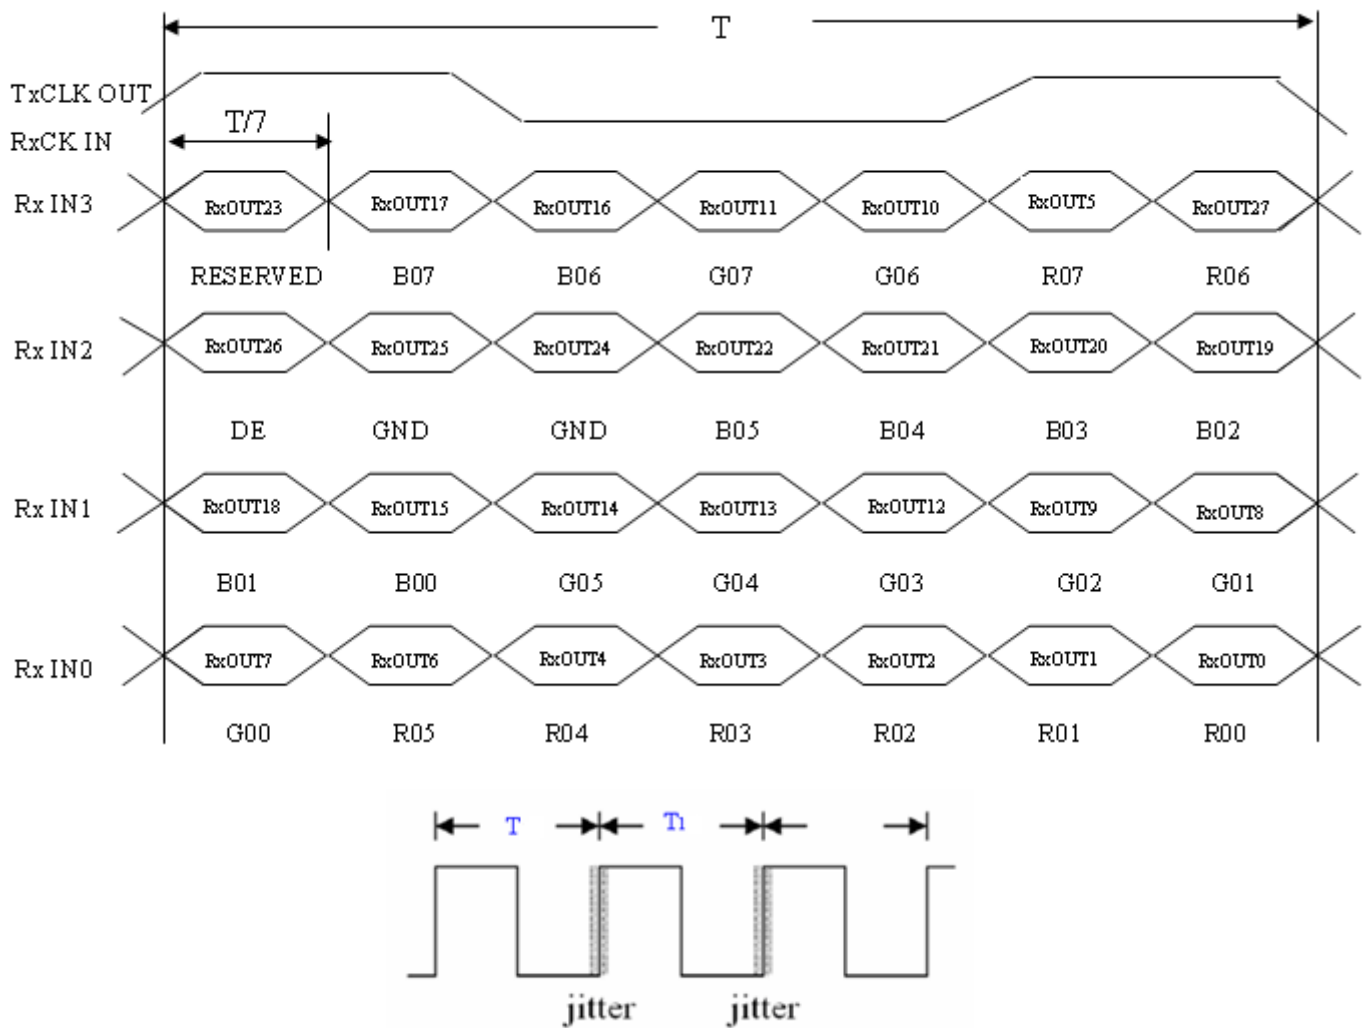 T
TxCLK OUT
T/7
RxCK IN
Rx IN3 RxOUT23 RxOUT17 RxOUT16 RxOUT11 RxOUT10 RxOUT5 RxOUT27
RESERVED B07 B06 G07 G06 R07 R06
Rx IN2 RxOUT26 RxOUT25 RxOUT24 RxOUT22 RxOUT21 RxOUT20 RxOUT19
DE GND GND B05 B04 B03 B02
Rx IN1 RxOUT18 RxOUT15 RxOUT14 RxOUT13 RxOUT12 RxOUT9 RxOUT8
B01 B00 G05 G04 G03 G02 G01
Rx IN0 RxOUT7 RxOUT6 RxOUT4 RxOUT3 RxOUT2 RxOUT1 RxOUT0
G00 R05 R04 R03 R02 R01 R00
T T1
jitter jitter